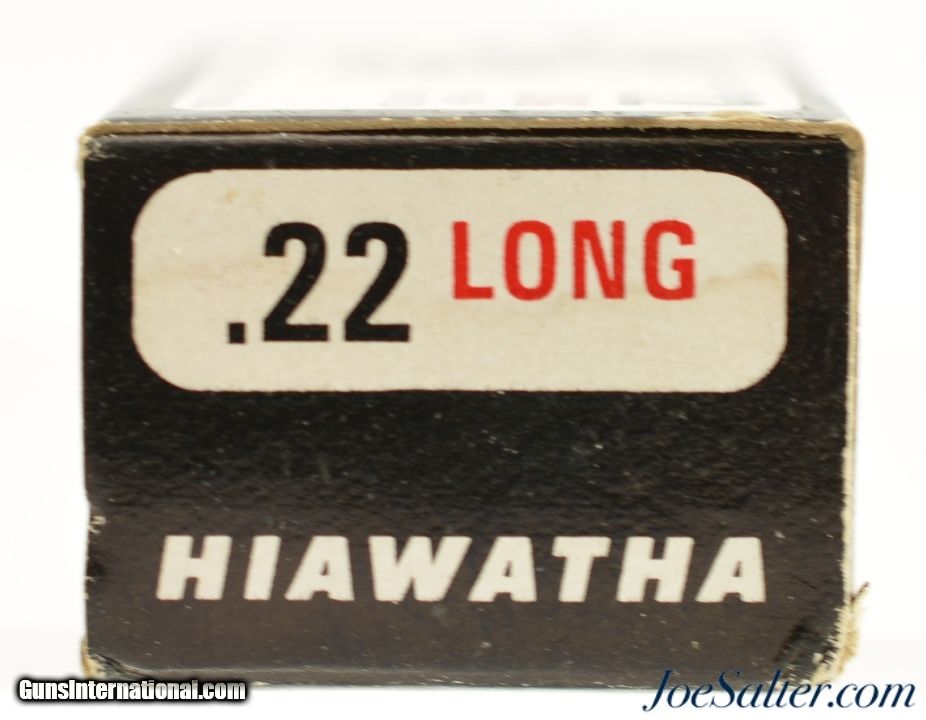 .22 LONG
HIAWATHA
GunsInternational.com
JoeSalter.com